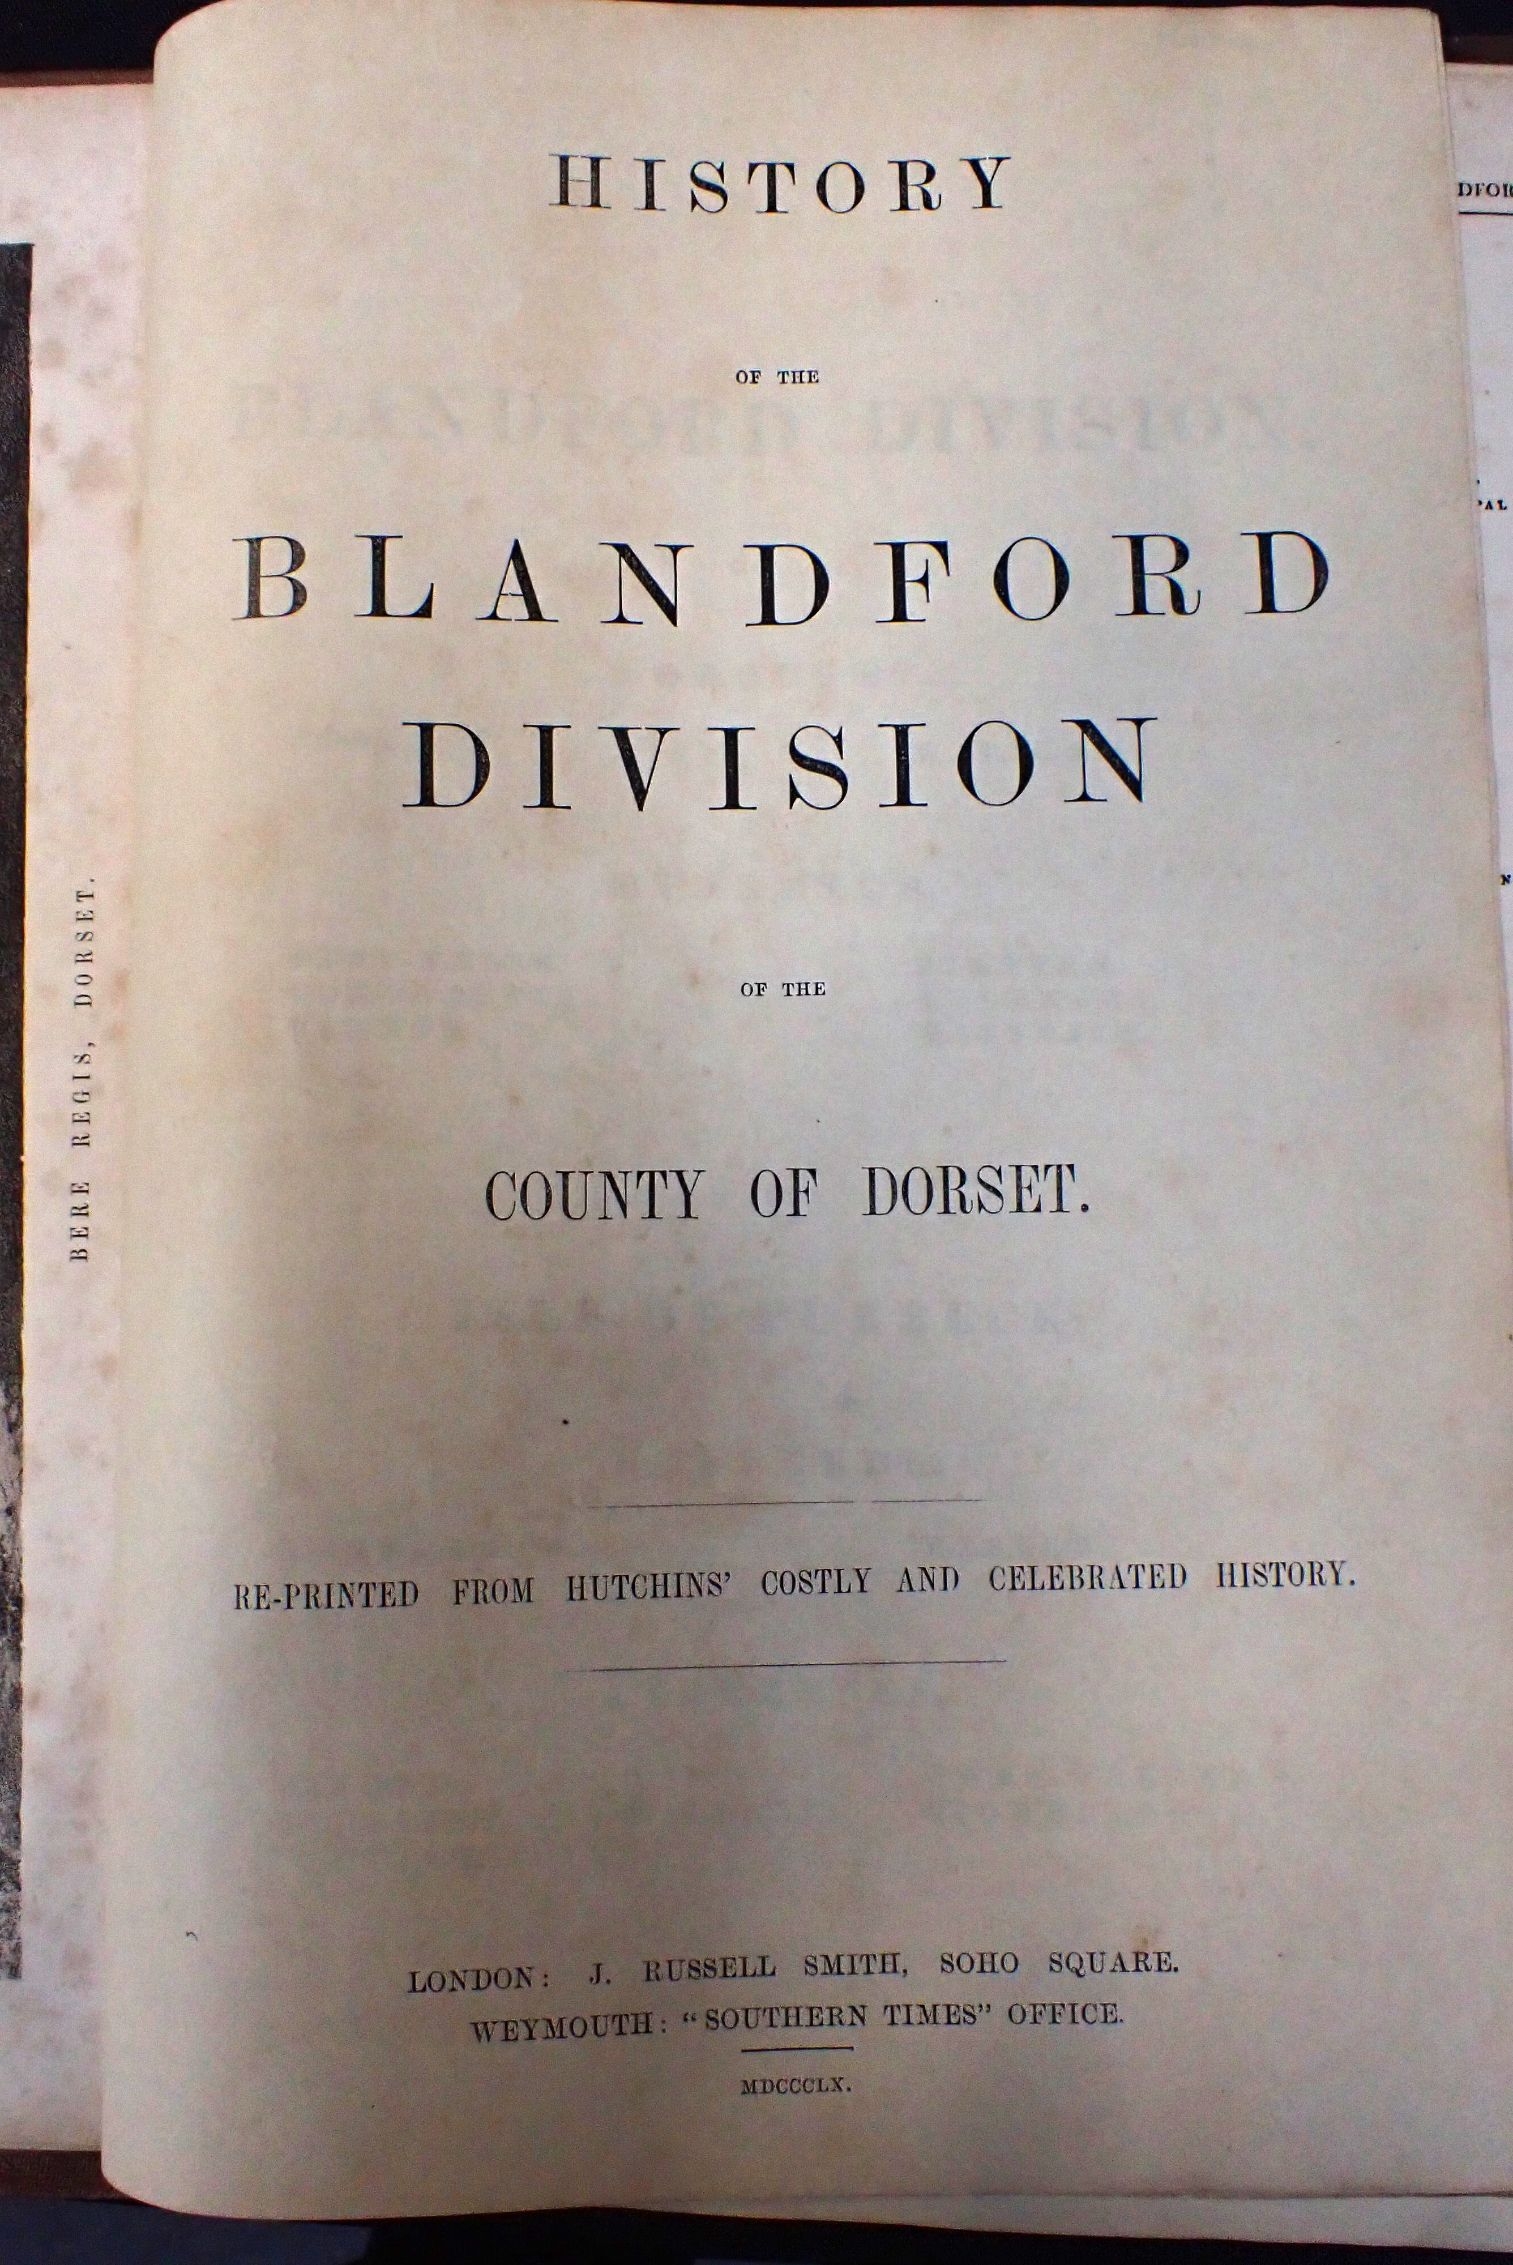 HISTORY
OF THE
BLANDFORD
DIVISION
OF THE
COUNTY OF DORSET.
RE-PRINTED FROM HUTCHINS' COSTLY AND CELEBRATED HISTORY.
LONDON: J. RUSSELL SMITH, SOHO SQUARE.
WEYMOUTH: "SOUTHERN TIMES" OFFICE.
MDCCCLX.
BERE REGIS, DORSET.